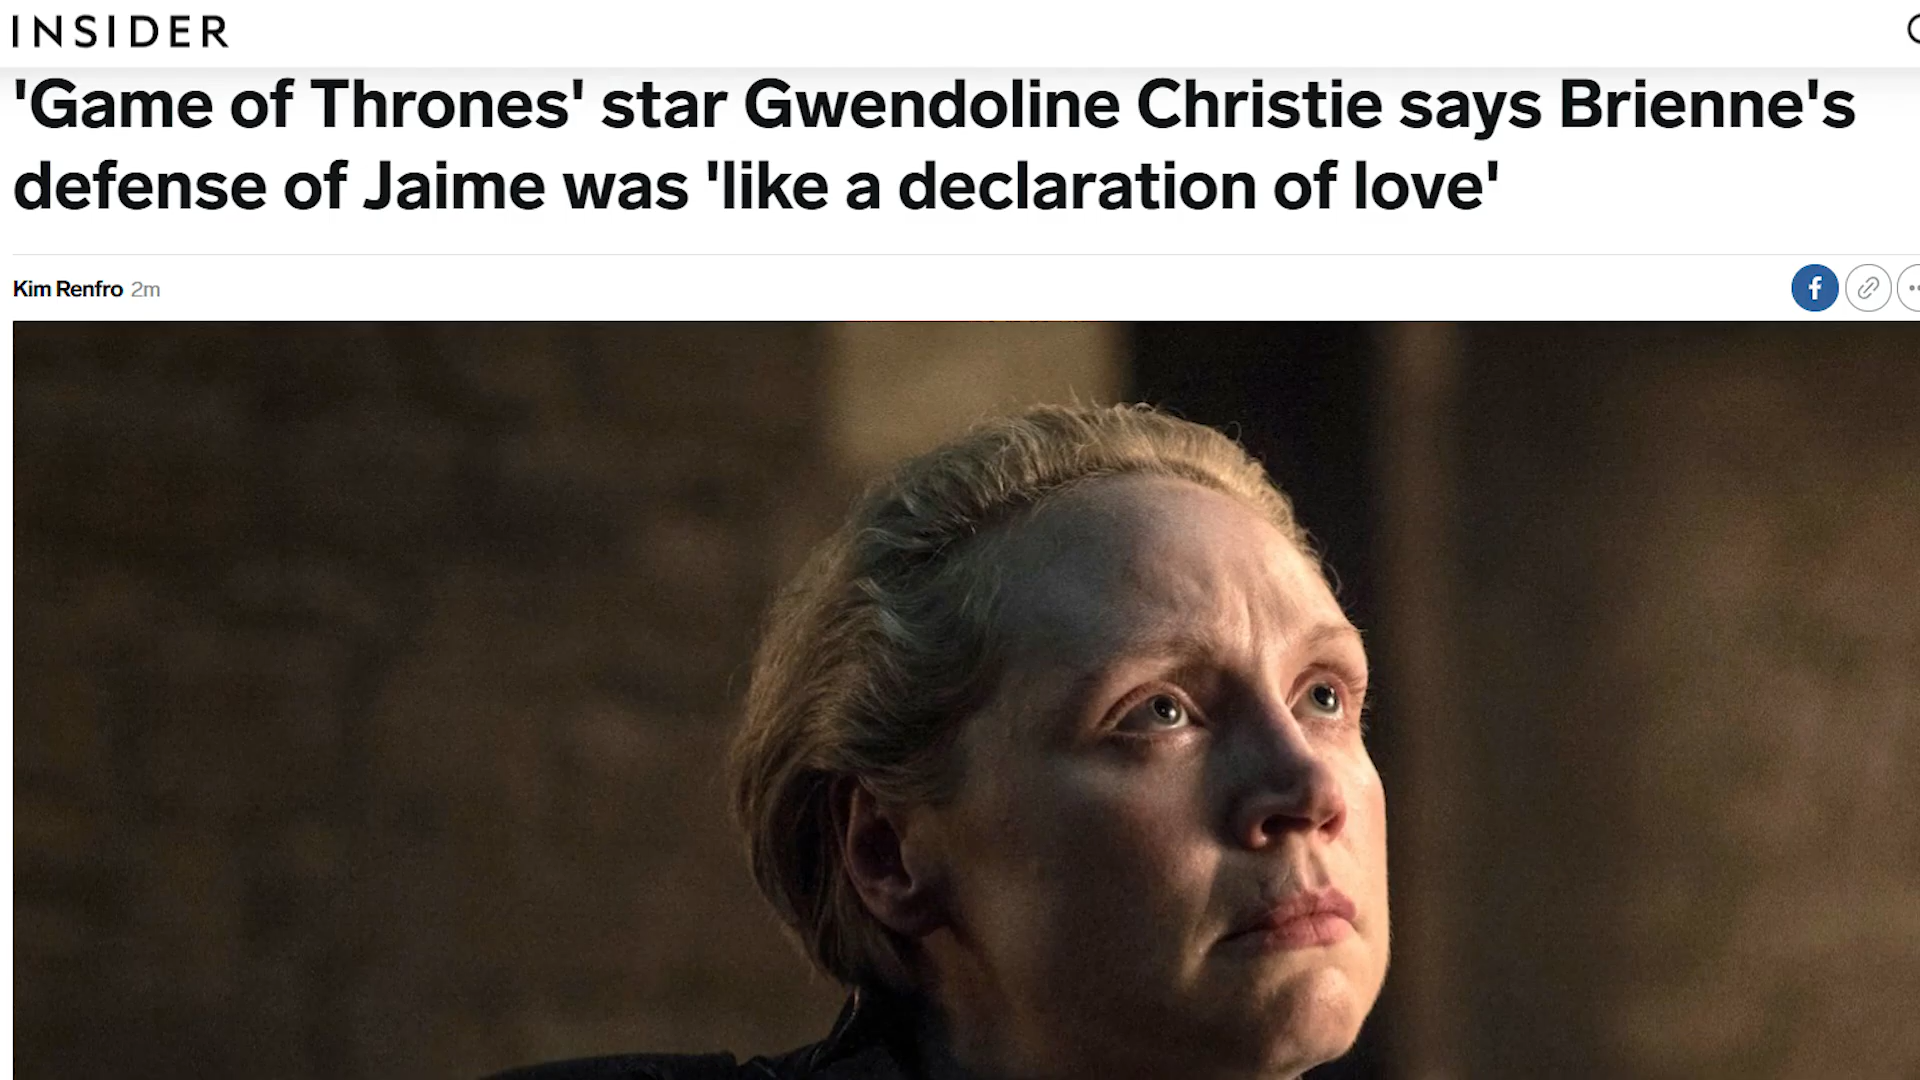 INSIDER
'Game of Thrones' star Gwendoline Christie says Brienne's
defense of Jaime was 'like a declaration of love'
Kim Renfro 2m
f